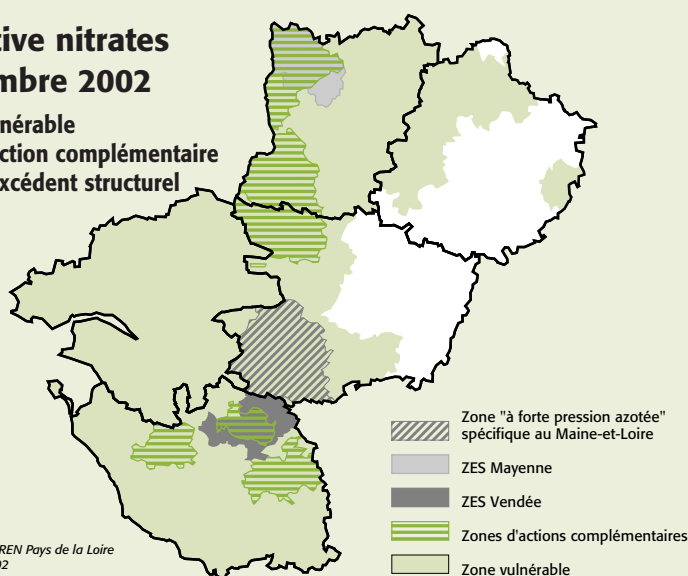 tive nitrates
mbre 2002
nérable
ction complémentaire
xcédent structurel
Zone "à forte pression azotée"
spécifique au Maine-et-Loire
ZES Mayenne
ZES Vendée
Zones d'actions complémentaires
Zone vulnérable
REN Pays de la Loire
02